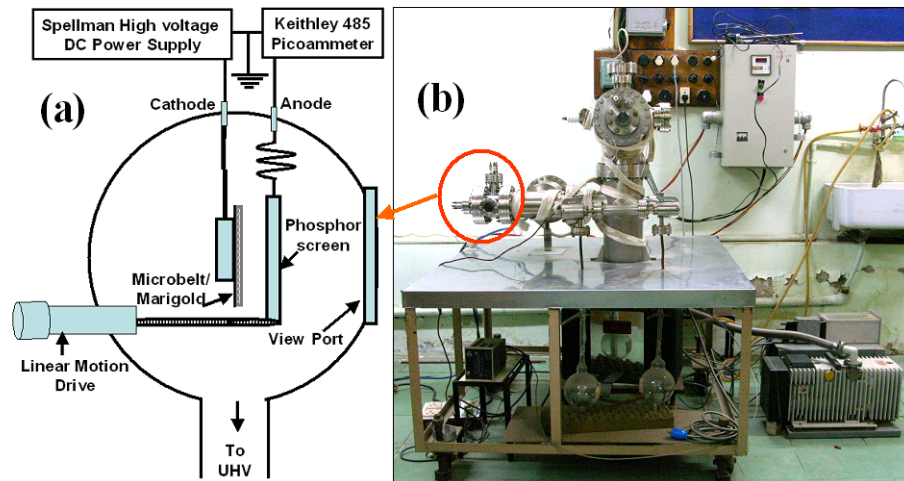 Spellman High voltage
DC Power Supply
Keithley 485
Picoammeter
(a)
Cathode
Anode
Phosphor
screen
Microbelt/
Marigold
View Port
Linear Motion
Drive
To
UHV
(b)